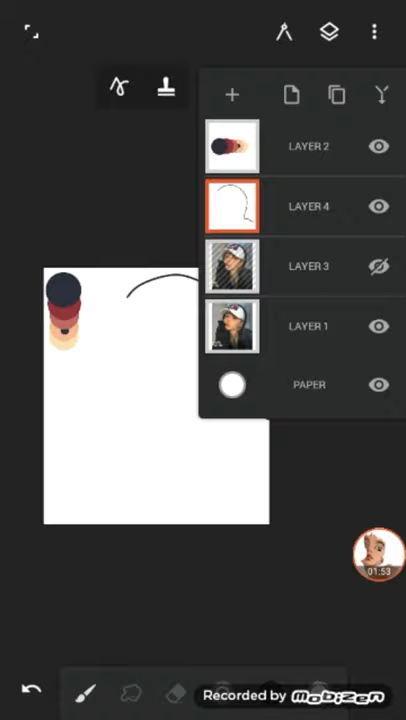 LAYER 2
LAYER 4
LAYER 3
LAYER 1
PAPER
01:53
Recorded by MOBIZEN